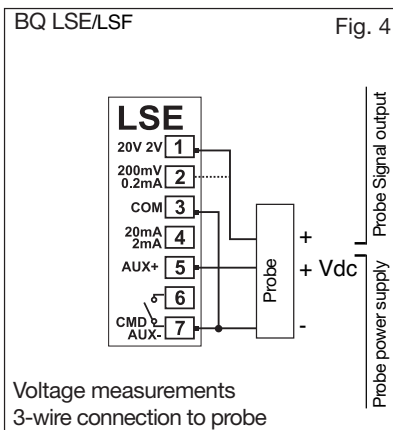 BQ LSE/LSF
Fig. 4
LSE
20V 2V 1
200mV
0.2mA 2
COM 3
20mA
2mA 4
AUX+ 5
6
CMD
AUX- 7
Probe
+
+ Vdc
-
Probe Signal output
Probe power supply
Voltage measurements
3-wire connection to probe